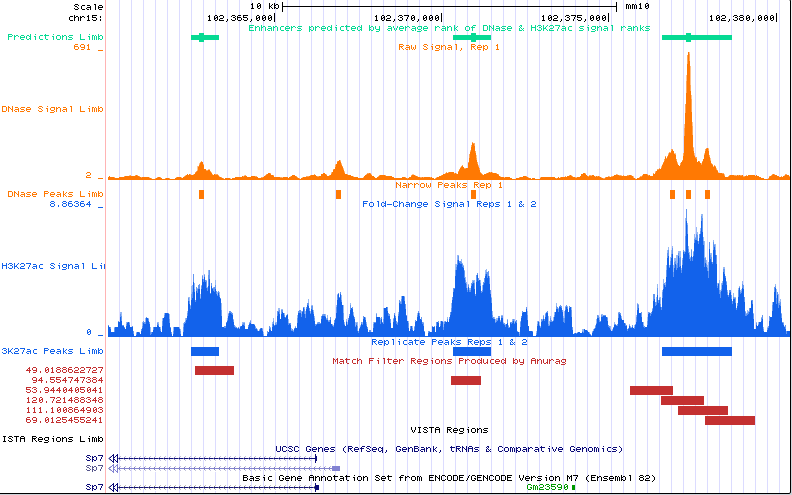 Scale 10 kb mm10
chr15: 102,365,000 102,370,000 102,375,000 102,380,000
Enhancers predicted by average rank of DNase & H3K27ac signal ranks
Predictions Limb
Raw Signal, Rep 1
691 _
DNase Signal Limb
2 _
Narrow Peaks Rep 1
DNase Peaks Limb
Fold-Change Signal Reps 1 & 2
8.86364 _
H3K27ac Signal Li
0 _
Replicate Peaks Reps 1 & 2
3K27ac Peaks Limb
Match Filter Regions Produced by Anurag
49.0188622727
94.554747384
53.9440405041
120.721488348
111.100864903
69.0125455241
VISTA Regions
ISTA Regions Limb
UCSC Genes (RefSeq, GenBank, tRNAs & Comparative Genomics)
Sp7
Sp7
Basic Gene Annotation Set from ENCODE/GENCODE Version M7 (Ensembl 82)
Sp7 Gm23590